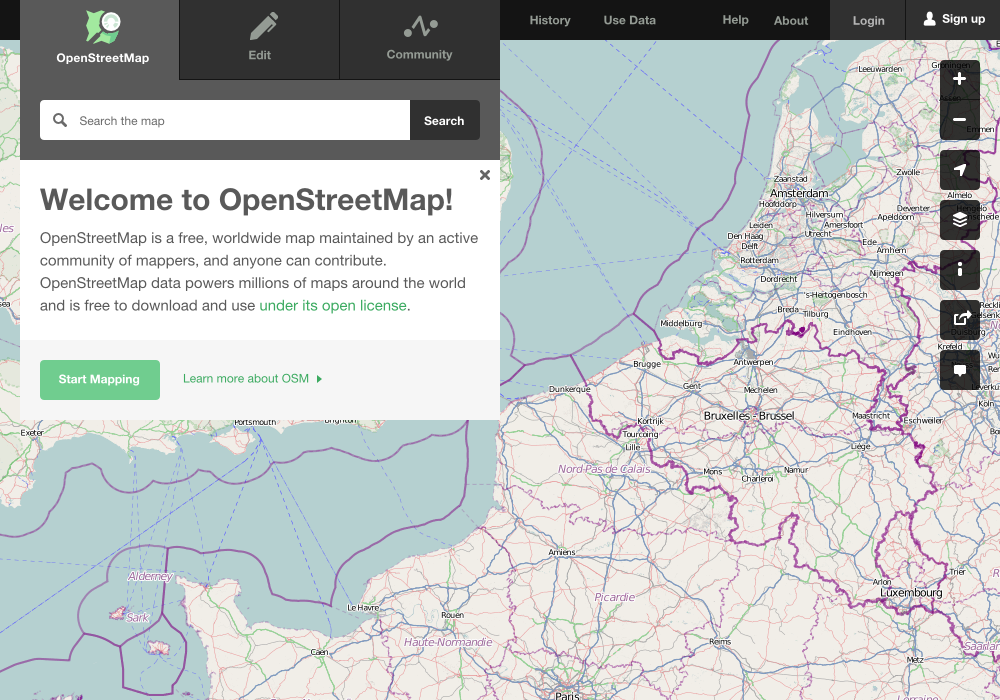 History
Use Data
Help
About
Login
Sign up
OpenStreetMap
Edit
Community
Search the map
Search
Welcome to OpenStreetMap!
OpenStreetMap is a free, worldwide map maintained by an active
community of mappers, and anyone can contribute.
OpenStreetMap data powers millions of maps around the world
and is free to download and use under its open license.
Start Mapping
Learn more about OSM
Leeuwarden
Zwolle
Zaanstad
Amsterdam
Almelo
Hoofddorp
Deventer
Hilversum
Apeldoorn
Leiden
Amersfoort
Utrecht
Den Haag
Ede
Delft
Arnhem
Rotterdam
Nijmegen
Dordrecht
's-Hertogenbosch
Breda
Tilburg
Middelburg
Eindhoven
Duisburg
Krefeld
Brugge
Antwerpen
Dunkerque
Gent
Mechelen
Köln
Bruxelles - Brussel
Maastricht
Eschweiler
Kortrijk
Tourcoing
Lille
Liège
Nord-Pas-de-Calais
Mons
Namur
Charleroi
Exeter
Portsmouth
Brighton
Amiens
Alderney
Trier
Arlon
Luxembourg
Picardie
Le Havre
Sark
Rouen
Haute-Normandie
Reims
Caen
Metz
Paris